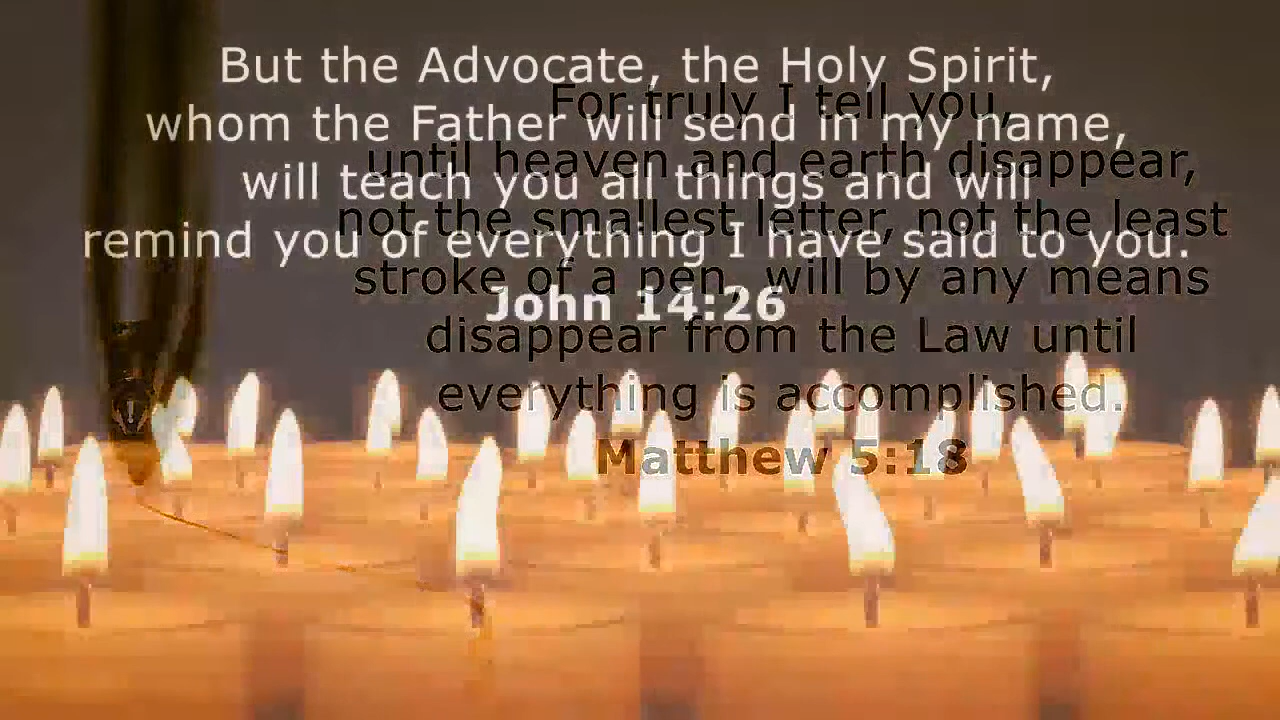 But the Advocate, the Holy Spirit,
whom the Father will send in my name,
will teach you all things and will
remind you of everything I have said to you.
John 14:26
For truly I tell you,
until heaven and earth disappear,
not the smallest letter, not the least
stroke of a pen, will by any means
disappear from the Law until
everything is accomplished.
Matthew 5:18